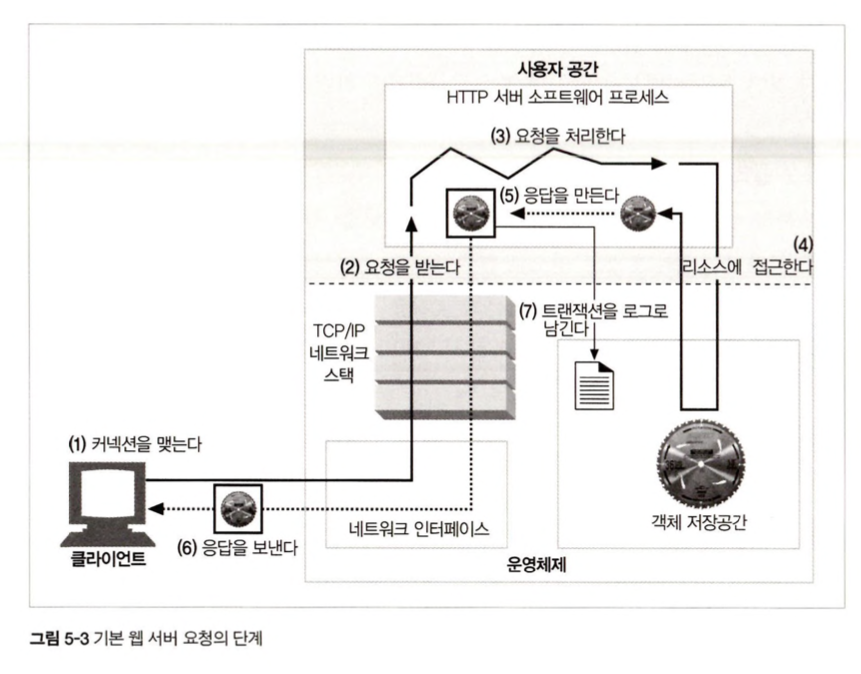 사용자 공간
HTTP 서버 소프트웨어 프로세스
(3) 요청을 처리한다
(5) 응답을 만든다
(4)
리소스에 접근한다
(2) 요청을 받는다
(7) 트랜잭션을 로그로
남긴다
TCP/IP
네트워크
스택
(1) 커넥션을 맺는다
클라이언트
(6) 응답을 보낸다
네트워크 인터페이스
객체 저장공간
운영체제
그림 5-3 기본 웹 서버 요청의 단계